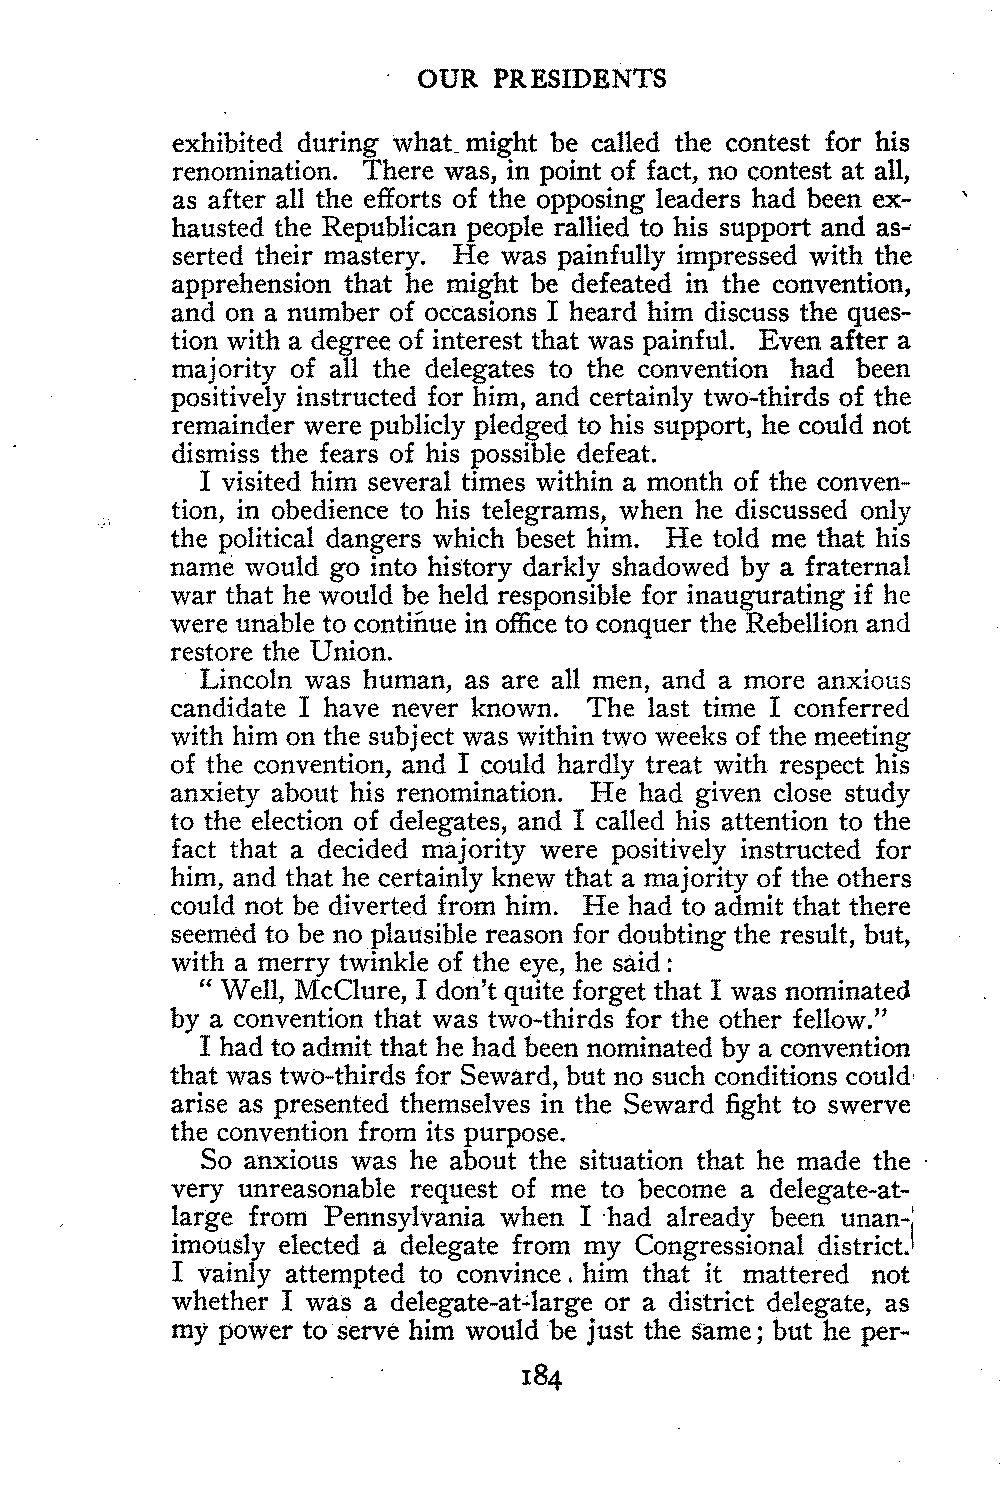 OUR PRESIDENTS
exhibited during what might be called the contest for his
renomination. There was, in point of fact, no contest at all,
as after all the efforts of the opposing leaders had been ex-
hausted the Republican people rallied to his support and as-
serted their mastery. He was painfully impressed with the
apprehension that he might be defeated in the convention,
and on a number of occasions I heard him discuss the ques-
tion with a degree of interest that was painful. Even after a
majority of all the delegates to the convention had been
positively instructed for him, and certainly two-thirds of the
remainder were publicly pledged to his support, he could not
dismiss the fears of his possible defeat.
I visited him several times within a month of the conven-
tion, in obedience to his telegrams, when he discussed only
the political dangers which beset him. He told me that his
name would go into history darkly shadowed by a fraternal
war that he would be held responsible for inaugurating if he
were unable to continue in office to conquer the Rebellion and
restore the Union.
Lincoln was human, as are all men, and a more anxious
candidate I have never known. The last time I conferred
with him on the subject was within two weeks of the meeting
of the convention, and I could hardly treat with respect his
anxiety about his renomination. He had given close study
to the election of delegates, and I called his attention to the
fact that a decided majority were positively instructed for
him, and that he certainly knew that a majority of the others
could not be diverted from him. He had to admit that there
seemed to be no plausible reason for doubting the result, but,
with a merry twinkle of the eye, he said:
“ Well, McClure, I don't quite forget that I was nominated
by a convention that was two-thirds for the other fellow.”
I had to admit that he had been nominated by a convention
that was two-thirds for Seward, but no such conditions could
arise as presented themselves in the Seward fight to swerve
the convention from its purpose.
So anxious was he about the situation that he made the
very unreasonable request of me to become a delegate-at-
large from Pennsylvania when I had already been unan-
imously elected a delegate from my Congressional district.
I vainly attempted to convince him that it mattered not
whether I was a delegate-at-large or a district delegate, as
my power to serve him would be just the same; but he per-
184